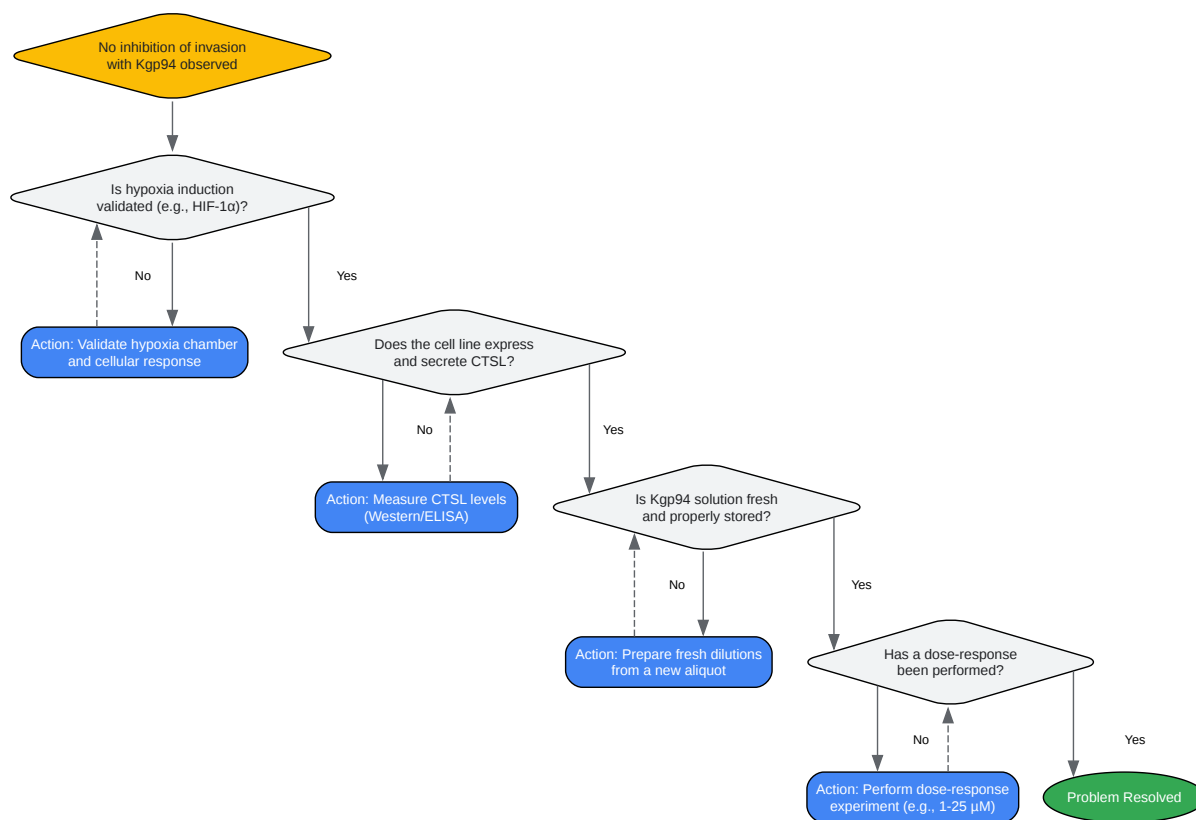 No inhibition of invasion
with Kgp94 observed
Is hypoxia induction
validated (e.g., HIF-1α)?
No
Yes
Action: Validate hypoxia chamber
and cellular response
Does the cell line express
and secrete CTSL?
No
Yes
Action: Measure CTSL levels
(Western/ELISA)
Is Kgp94 solution fresh
and properly stored?
No
Yes
Action: Prepare fresh dilutions
from a new aliquot
Has a dose-response
been performed?
No
Yes
Action: Perform dose-response
experiment (e.g., 1-25 µM)
Problem Resolved